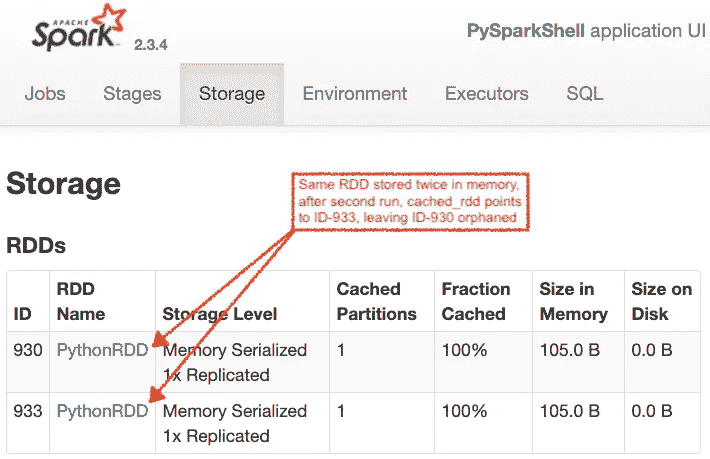 APACHE
Spark 2.3.4
PySparkShell application UI
Jobs Stages Storage Environment Executors SQL
Storage
Same RDD stored twice in memory,
after second run, cached_rdd points
to ID-933, leaving ID-930 orphaned
RDDs
RDD Cached Fraction Size in Size on
ID Name Storage Level Partitions Cached Memory Disk
930 PythonRDD Memory Serialized 1 100% 105.0 B 0.0 B
1x Replicated
933 PythonRDD Memory Serialized 1 100% 105.0 B 0.0 B
1x Replicated